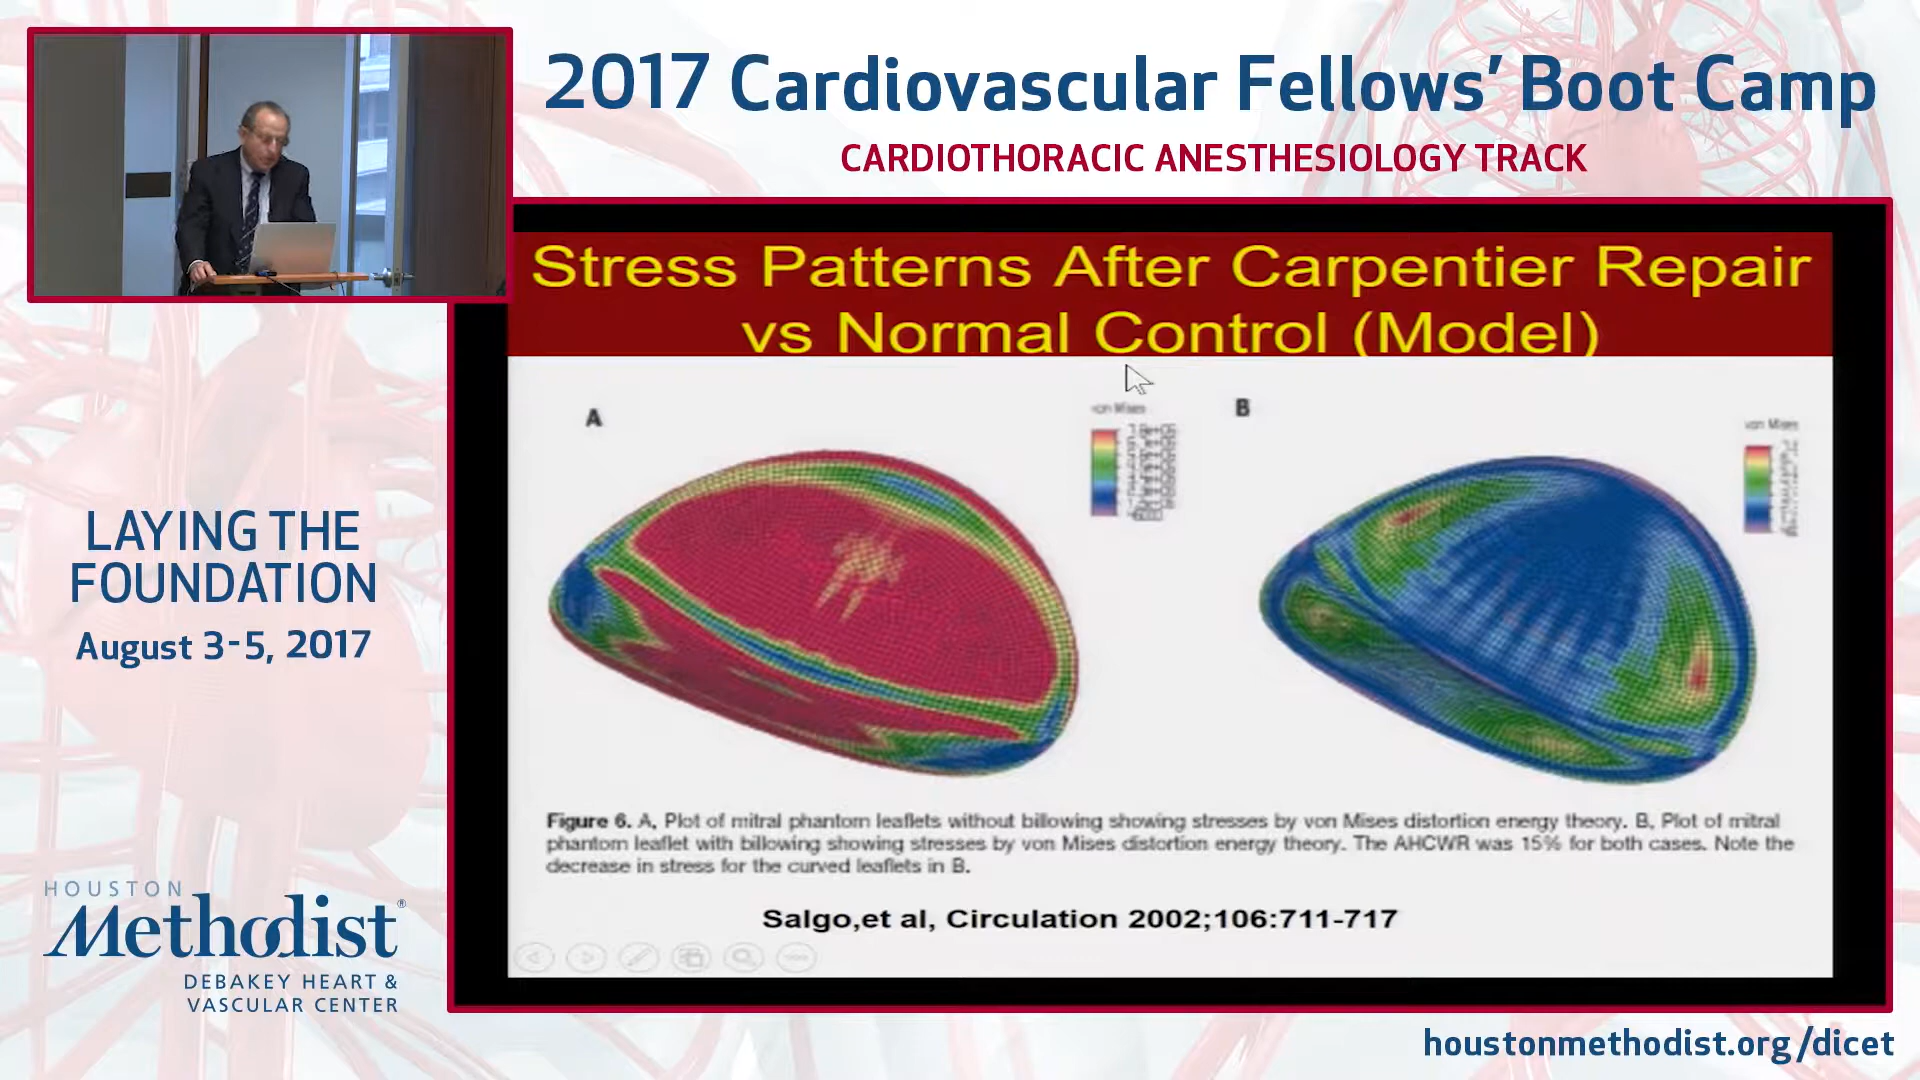 2017 Cardiovascular Fellows’ Boot Camp
CARDIOTHORACIC ANESTHESIOLOGY TRACK
Stress Patterns After Carpentier Repair
vs Normal Control (Model)
A
von Mises
B
von Mises
Figure 6. A, Plot of mitral phantom leaflets without billowing showing stresses by von Mises distortion energy theory. B, Plot of mitral
phantom leaflet with billowing showing stresses by von Mises distortion energy theory. The AHCWR was 15% for both cases. Note the
decrease in stress for the curved leaflets in B.
Salgo,et al, Circulation 2002;106:711-717
LAYING THE
FOUNDATION
August 3-5, 2017
HOUSTON
Methodist®
DEBAKEY HEART &
VASCULAR CENTER
houstonmethodist.org/dicet